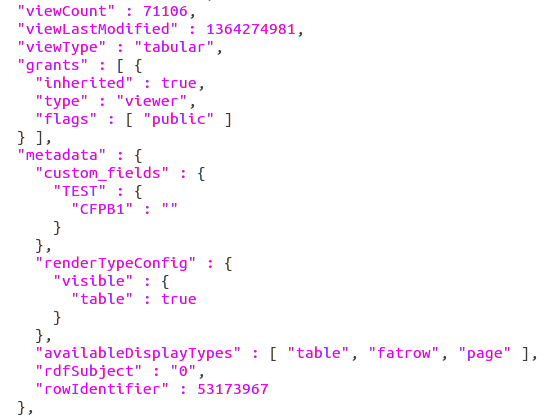 "viewCount" : 71106,
"viewLastModified" : 1364274981,
"viewType" : "tabular",
"grants" : [ {
  "inherited" : true,
  "type" : "viewer",
  "flags" : [ "public" ]
} ],
"metadata" : {
  "custom_fields" : {
    "TEST" : {
      "CFPB1" : ""
    }
  },
  "renderTypeConfig" : {
    "visible" : {
      "table" : true
    }
  },
  "availableDisplayTypes" : [ "table", "fatrow", "page" ],
  "rdfSubject" : "0",
  "rowIdentifier" : 53173967
},